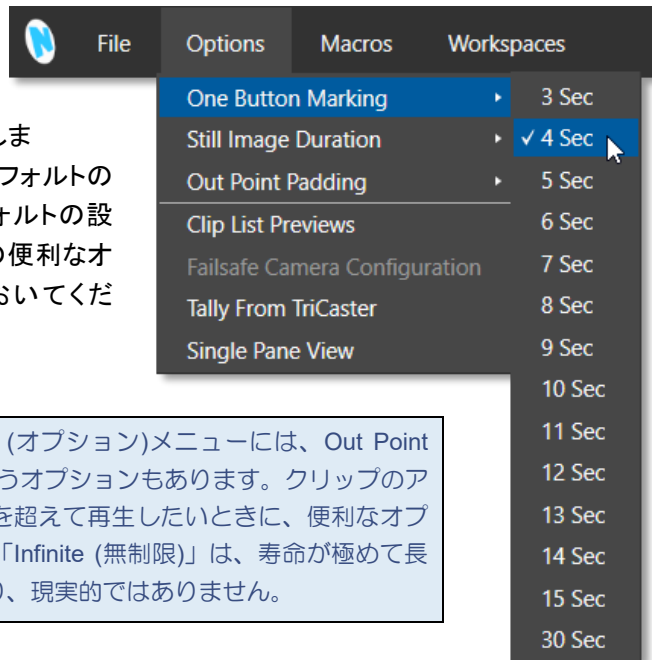 File Options Macros Workspaces
One Button Marking
Still Image Duration
Out Point Padding
Clip List Previews
Failsafe Camera Configuration
Tally From TriCaster
Single Pane View
3 Sec
✓ 4 Sec
5 Sec
6 Sec
7 Sec
8 Sec
9 Sec
10 Sec
11 Sec
12 Sec
13 Sec
14 Sec
15 Sec
30 Sec
しま
フォルトの
ォルトの設
の便利なオ
おいてくだ
(オプション)メニューには、Out Point
うオプションもあります。クリップのア
を超えて再生したいときに、便利なオプ
「Infinite (無制限)」は、寿命が極めて長
り、現実的ではありません。